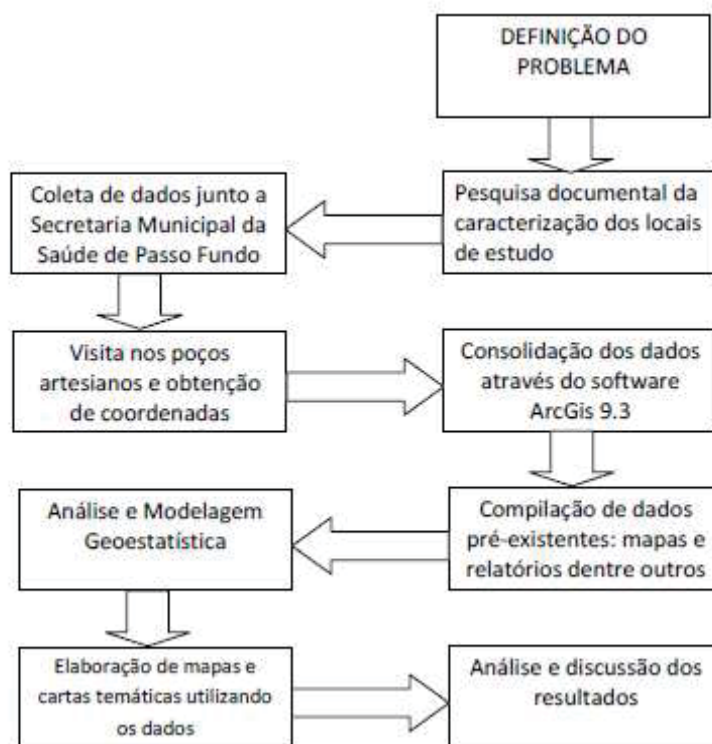 DEFINIÇÃO DO
PROBLEMA
Pesquisa documental da
caracterização dos locais
de estudo
Coleta de dados junto a
Secretaria Municipal da
Saúde de Passo Fundo
Visita nos poços
artesianos e obtenção
de coordenadas
Consolidação dos dados
através do software
ArcGis 9.3
Compilação de dados
pré-existentes: mapas e
relatórios dentre outros
Análise e Modelagem
Geoestatística
Elaboração de mapas e
cartas temáticas utilizando
os dados
Análise e discussão dos
resultados